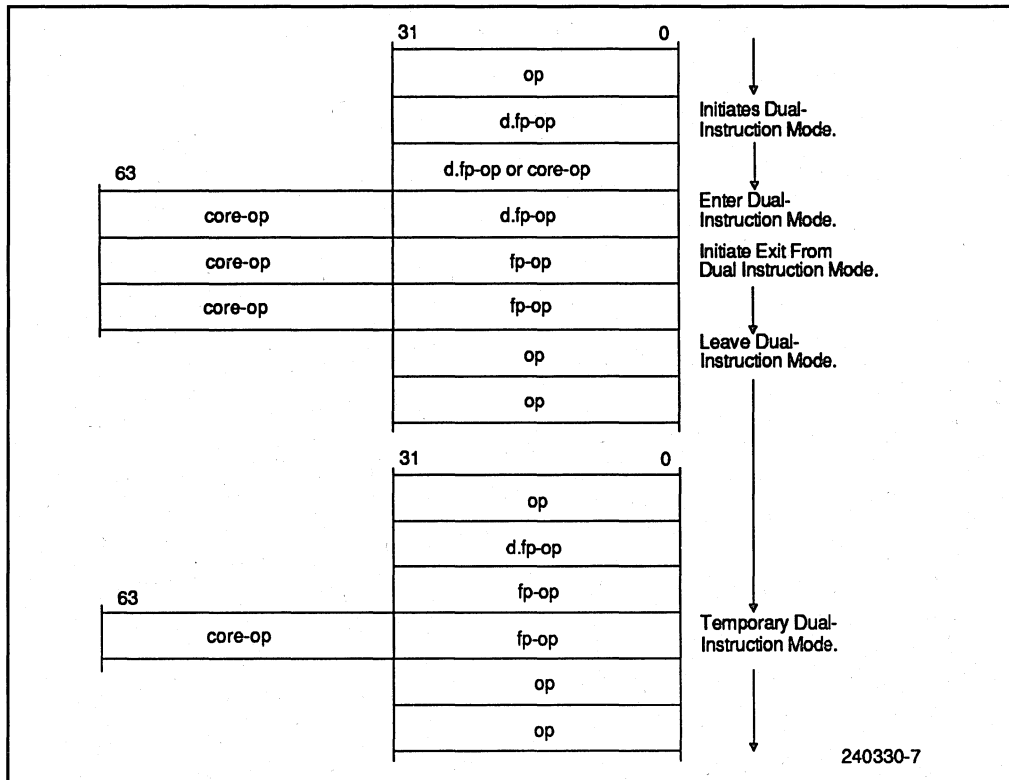 31 0
op
Initiates Dual-
Instruction Mode.
d.fp-op
63
d.fp-op or core-op
core-op d.fp-op
Enter Dual-
Instruction Mode.
core-op fp-op
Initiate Exit From
Dual Instruction Mode.
core-op fp-op
Leave Dual-
Instruction Mode.
op
op
31 0
op
d.fp-op
fp-op
63
core-op fp-op
Temporary Dual-
Instruction Mode.
op
op
240330-7